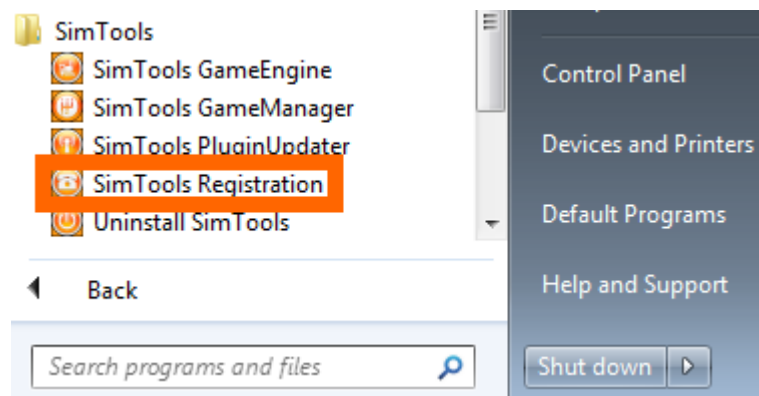 SimTools
SimTools GameEngine
SimTools GameManager
SimTools PluginUpdater
SimTools Registration
Uninstall SimTools
Back
Search programs and files
Control Panel
Devices and Printers
Default Programs
Help and Support
Shut down